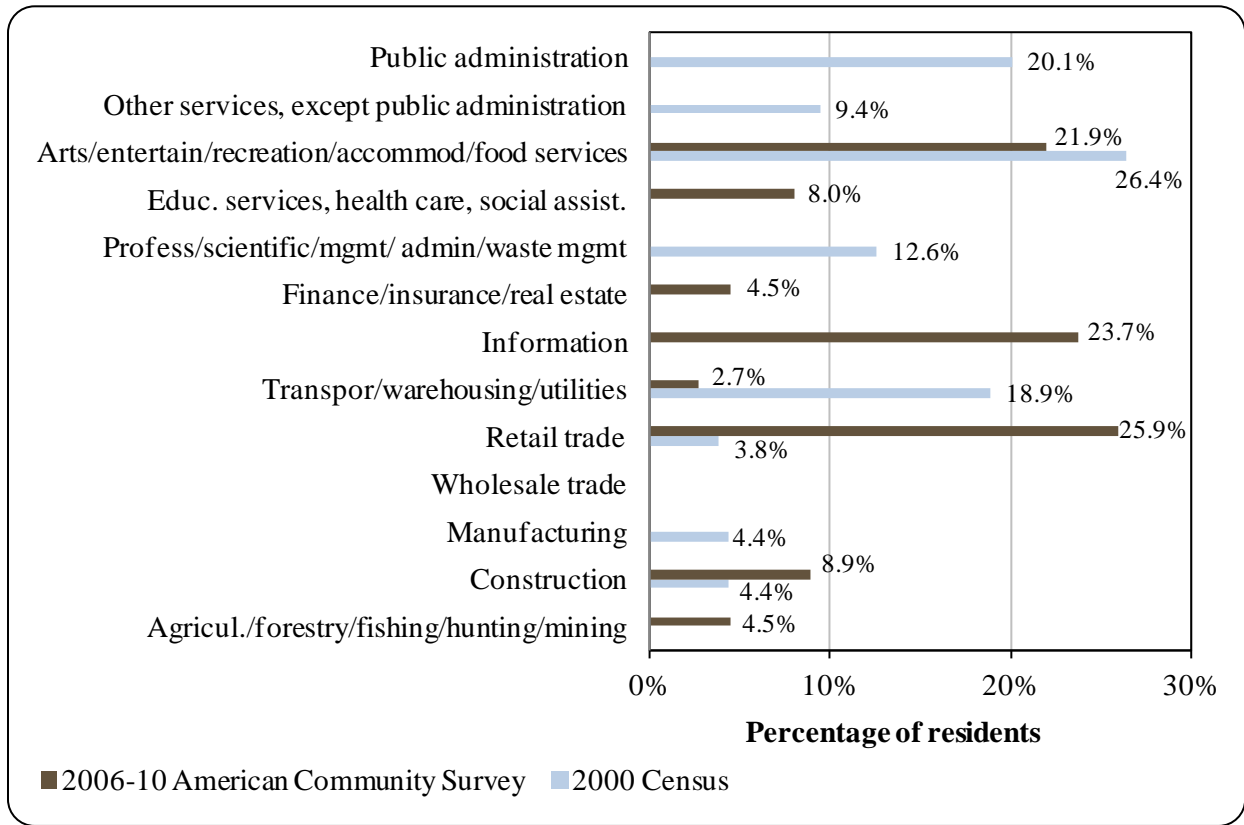 Public administration
20.1%
Other services, except public administration
9.4%
Arts/entertain/recreation/accommod/food services
21.9%
26.4%
Educ. services, health care, social assist.
8.0%
Profess/scientific/mgmt/ admin/waste mgmt
12.6%
Finance/insurance/real estate
4.5%
Information
23.7%
Transpor/warehousing/utilities
2.7%
18.9%
Retail trade
25.9%
3.8%
Wholesale trade
Manufacturing
4.4%
Construction
8.9%
4.4%
Agricul./forestry/fishing/hunting/mining
4.5%
0% 10% 20% 30%
Percentage of residents
2006-10 American Community Survey 2000 Census